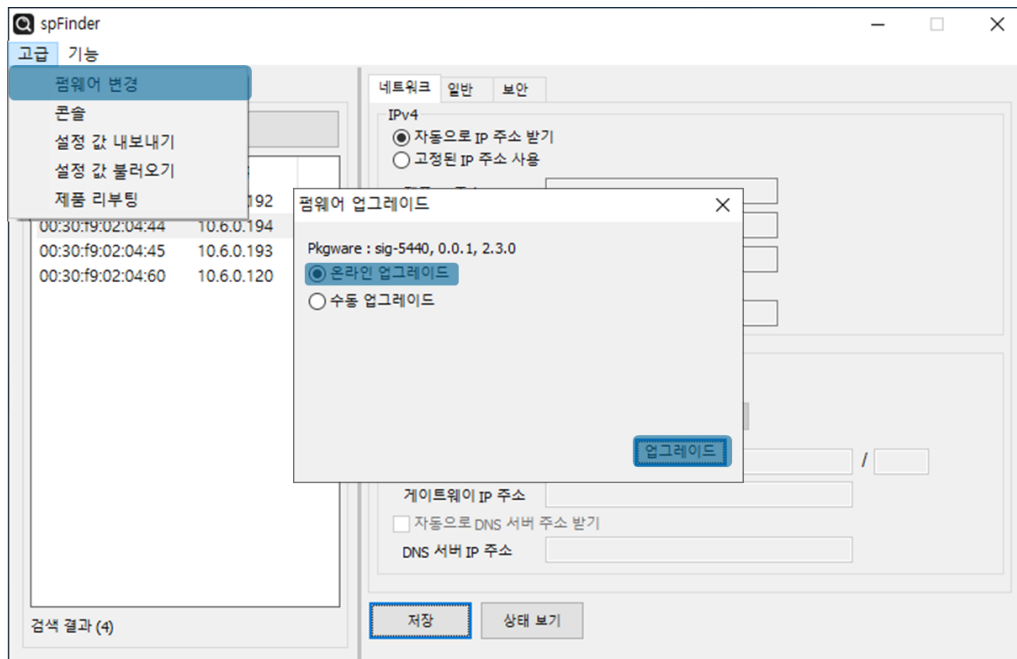 spFinder
고급 기능
펌웨어 변경
콘솔
설정 값 내보내기
설정 값 불러오기
제품 리부팅
192
00:30:f9:02:04:44 10.6.0.194
00:30:f9:02:04:45 10.6.0.193
00:30:f9:02:04:60 10.6.0.120
검색 결과 (4)
네트워크 일반 보안
IPv4
자동으로 IP 주소 받기
고정된 IP 주소 사용
펌웨어 업그레이드
Pkgware : sig-5440, 0.0.1, 2.3.0
온라인 업그레이드
수동 업그레이드
업그레이드
/
게이트웨이 IP 주소
자동으로 DNS 서버 주소 받기
DNS 서버 IP 주소
저장 상태 보기